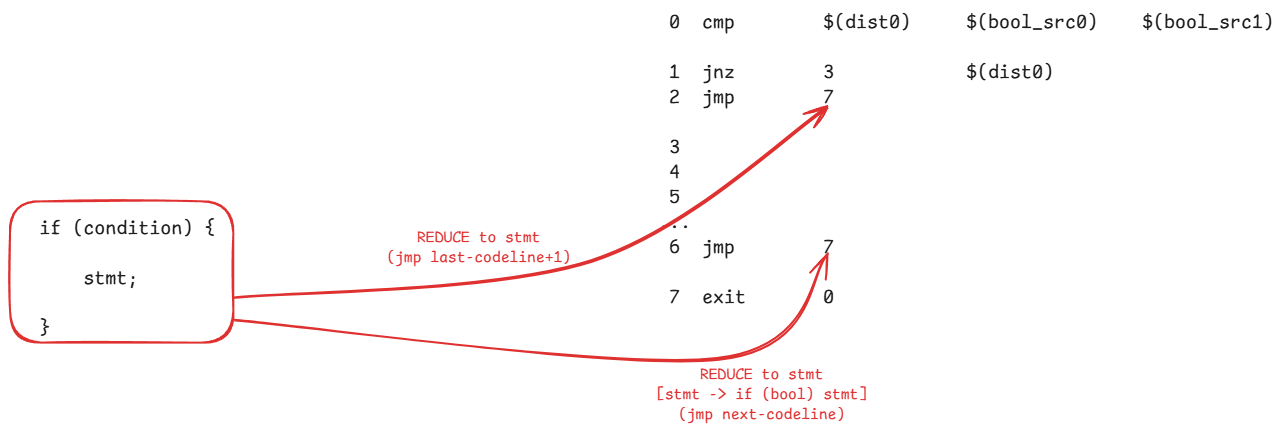 0 cmp $(dist0) $(bool_src0) $(bool_src1)
1 jnz 3 $(dist0)
2 jmp 7
3
4
5
..
6 jmp 7
7 exit 0
if (condition) {
stmt;
}
REDUCE to stmt
(jmp last-codeline+1)
REDUCE to stmt
[stmt -> if (bool) stmt]
(jmp next-codeline)